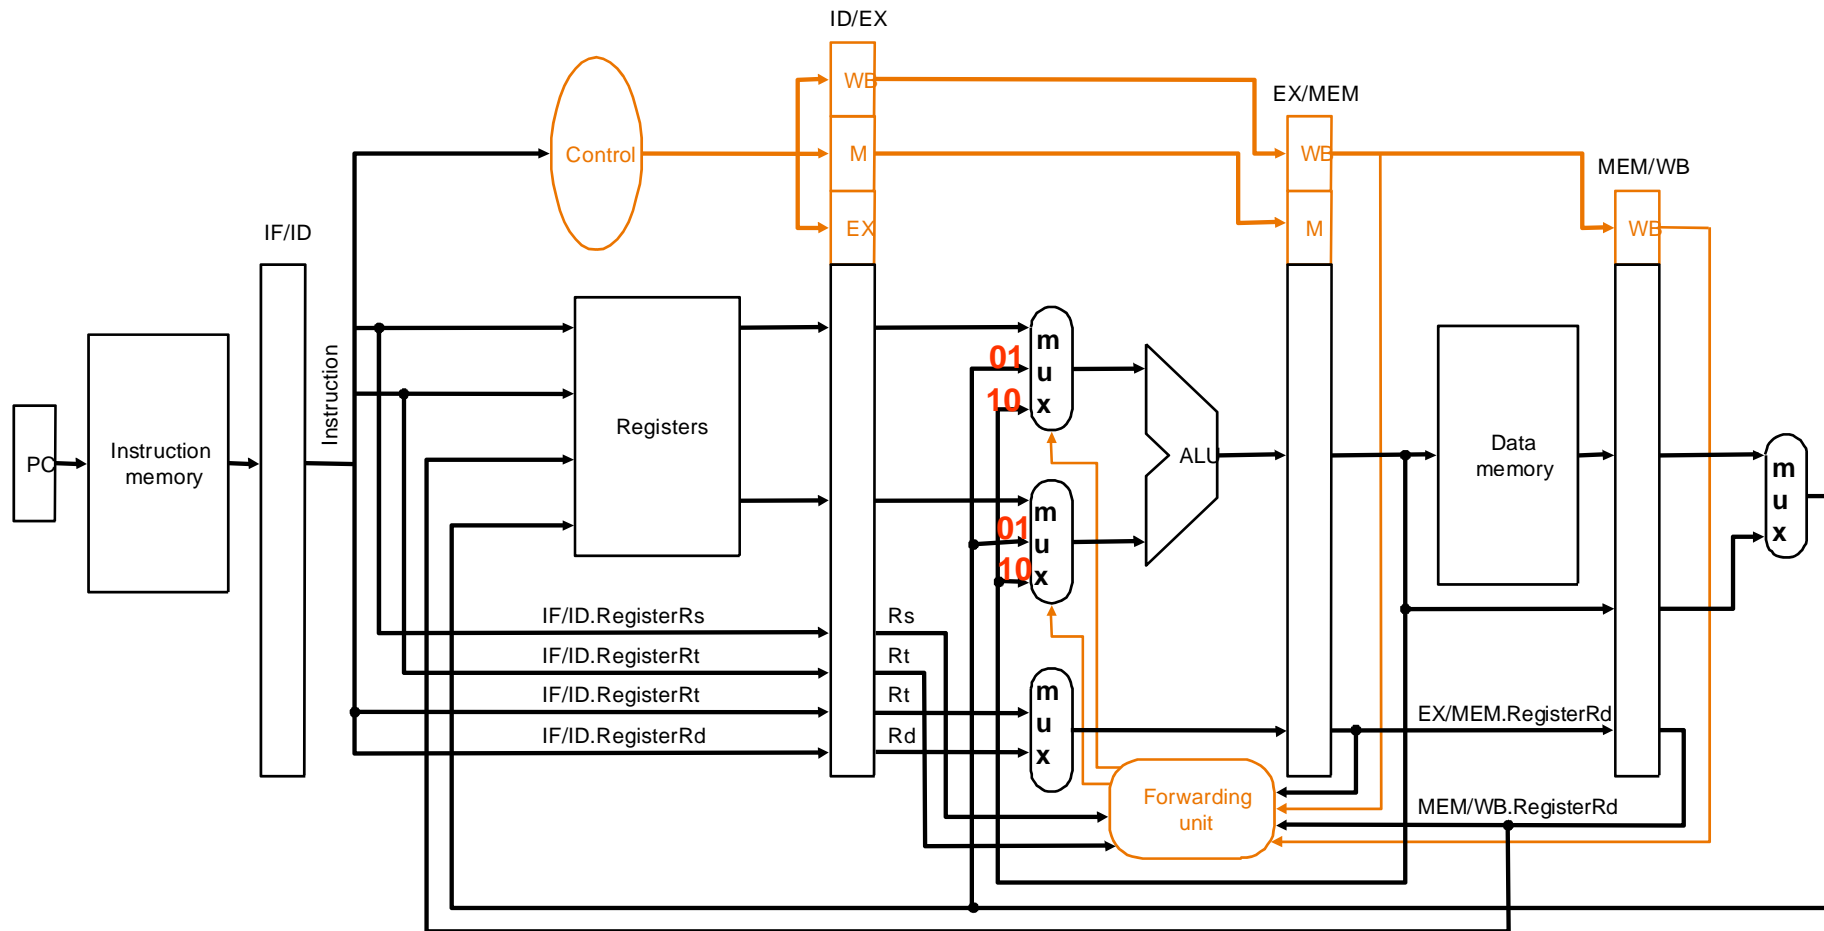 ID/EX
WB
EX/MEM
Control
M
WB
MEM/WB
IF/ID
EX
M
WB
m
u
x
01
10
Instruction
Registers
PC
Instruction
memory
ALU
Data
memory
m
u
x
m
u
x
01
10
IF/ID.RegisterRs
Rs
IF/ID.RegisterRt
Rt
IF/ID.RegisterRt
Rt
IF/ID.RegisterRd
Rd
m
u
x
EX/MEM.RegisterRd
Forwarding
unit
MEM/WB.RegisterRd